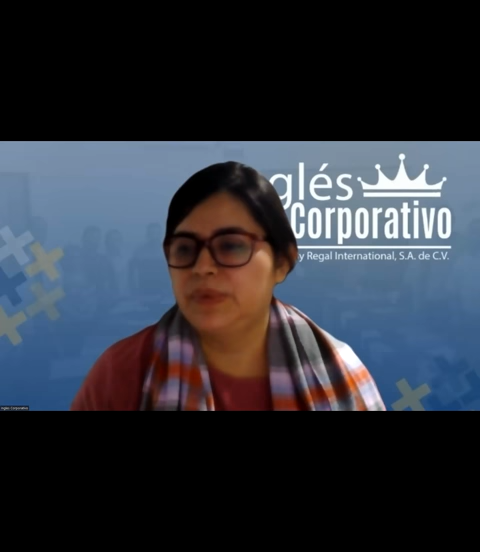 glés
Corporativo
y Regal International, S.A. de C.V.
Inglés Corporativo